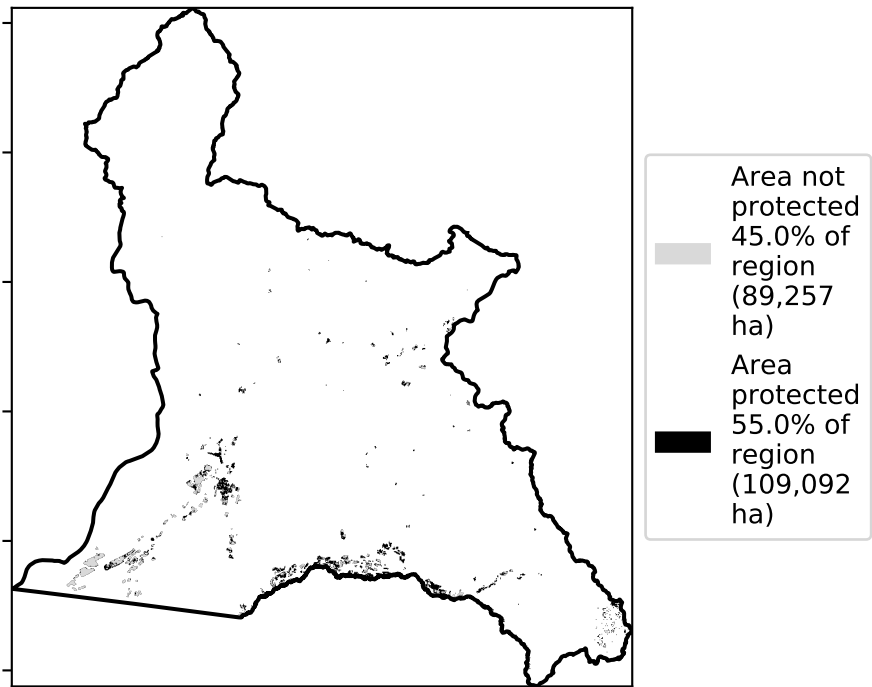 Area not
protected
45.0% of
region
(89,257
ha)
Area
protected
55.0% of
region
(109,092
ha)